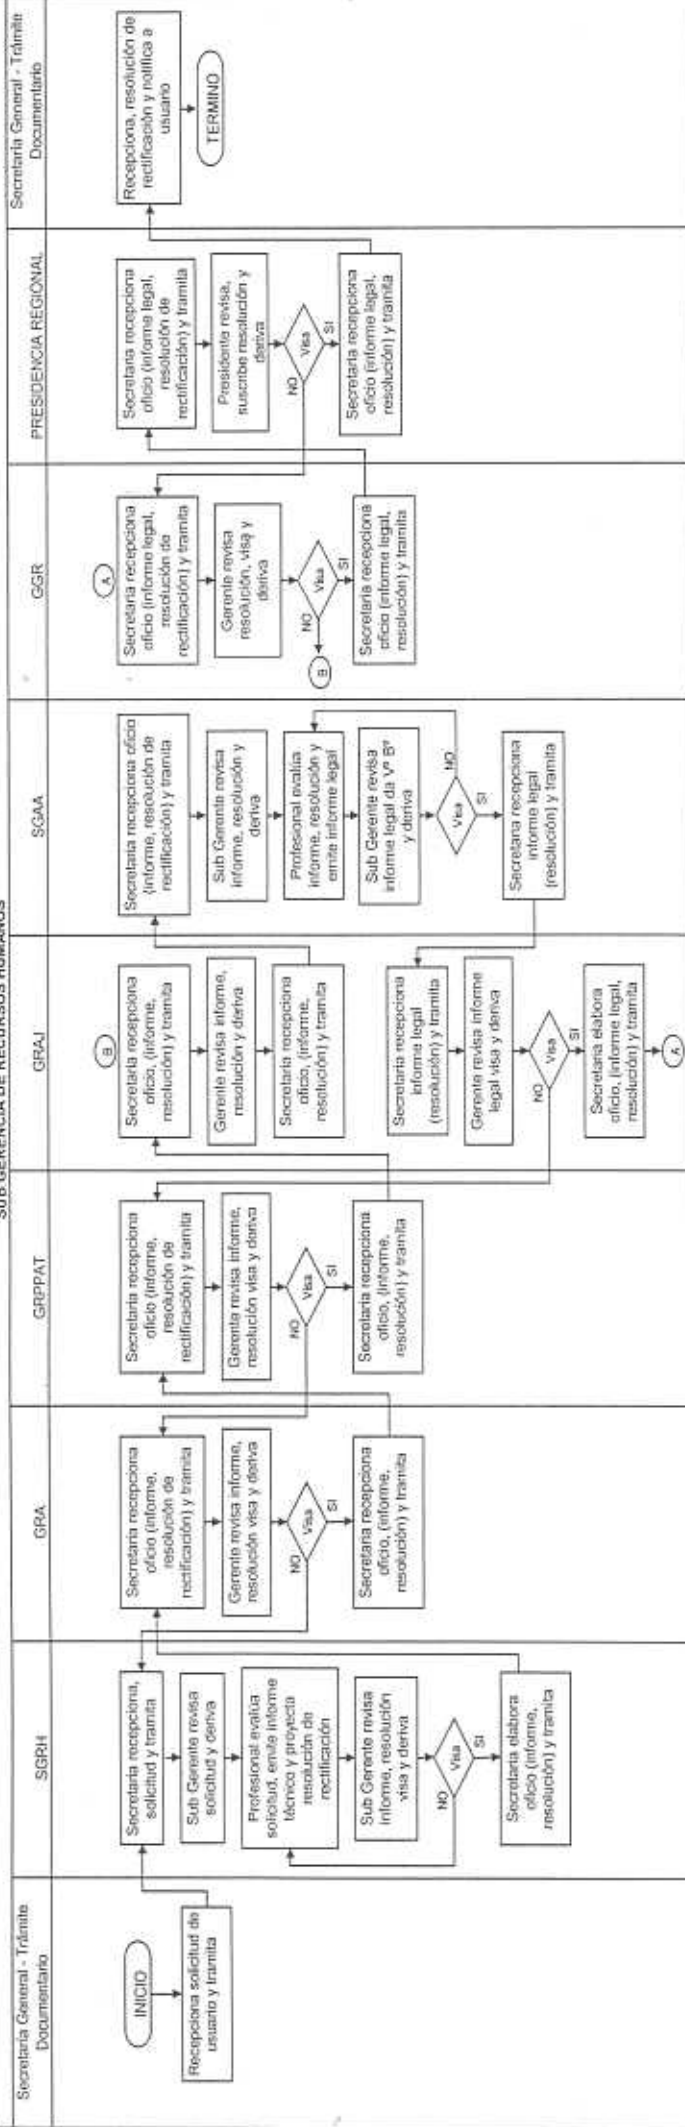 SUB GERENCIA DE RECURSOS HUMANOS
Secretaría General - Trámite
Documentario
INICIO
Recepciona solicitud de
usuario y tramita
SGRH
Secretaria recepciona,
solicitud y tramita
Sub Gerente revisa
solicitud y deriva
Profesional evalúa
solicitud, emite informe
técnico y proyecta
resolución de
rectificación
Sub Gerente revisa
informe, resolución
visa y deriva
Visa
NO
SI
Secretaria elabora
oficio (informe,
resolución) y tramita
GRA
Secretaria recepciona
oficio (informe,
resolución de
rectificación) y tramita
Gerente revisa informe,
resolución visa y deriva
Visa
NO
SI
Secretaria recepciona
oficio, (informe,
resolución) y tramita
GRPPAT
Secretaria recepciona
oficio (informe,
resolución de
rectificación) y tramita
Gerente revisa informe,
resolución visa y deriva
Visa
NO
SI
Secretaria recepciona
oficio, (informe,
resolución) y tramita
GRAJ
B
Secretaria recepciona
oficio, (informe,
resolución) y tramita
Gerente revisa informe,
resolución y deriva
Secretaria recepciona
oficio, (informe,
resolución) y tramita
Secretaria recepciona
informe legal
(resolución) y tramita
Gerente revisa informe
legal visa y deriva
Visa
NO
SI
Secretaria elabora
oficio, (informe legal,
resolución) y tramita
A
SGAA
Secretaria recepciona oficio
(informe, resolución de
rectificación) y tramita
Sub Gerente revisa
informe, resolución y
deriva
Profesional evalúa
informe, resolución y
emite informe legal
Sub Gerente revisa
informe legal da Vº Bº
y deriva
Visa
NO
SI
Secretaria recepciona
informe legal
(resolución) y tramita
GGR
A
Secretaria recepciona
oficio (informe legal,
resolución de
rectificación) y tramita
Gerente revisa
resolución, visa y
deriva
Visa
NO
SI
B
Secretaria recepciona
oficio (informe legal,
resolución) y tramita
PRESIDENCIA REGIONAL
Secretaria recepciona
oficio (informe legal,
resolución de
rectificación) y tramita
Presidente revisa,
suscribe resolución y
deriva
Visa
NO
SI
Secretaria recepciona
oficio (informe legal,
resolución) y tramita
Secretaría General - Trámite
Documentario
Recepciona, resolución de
rectificación y notifica a
usuario
TERMINO